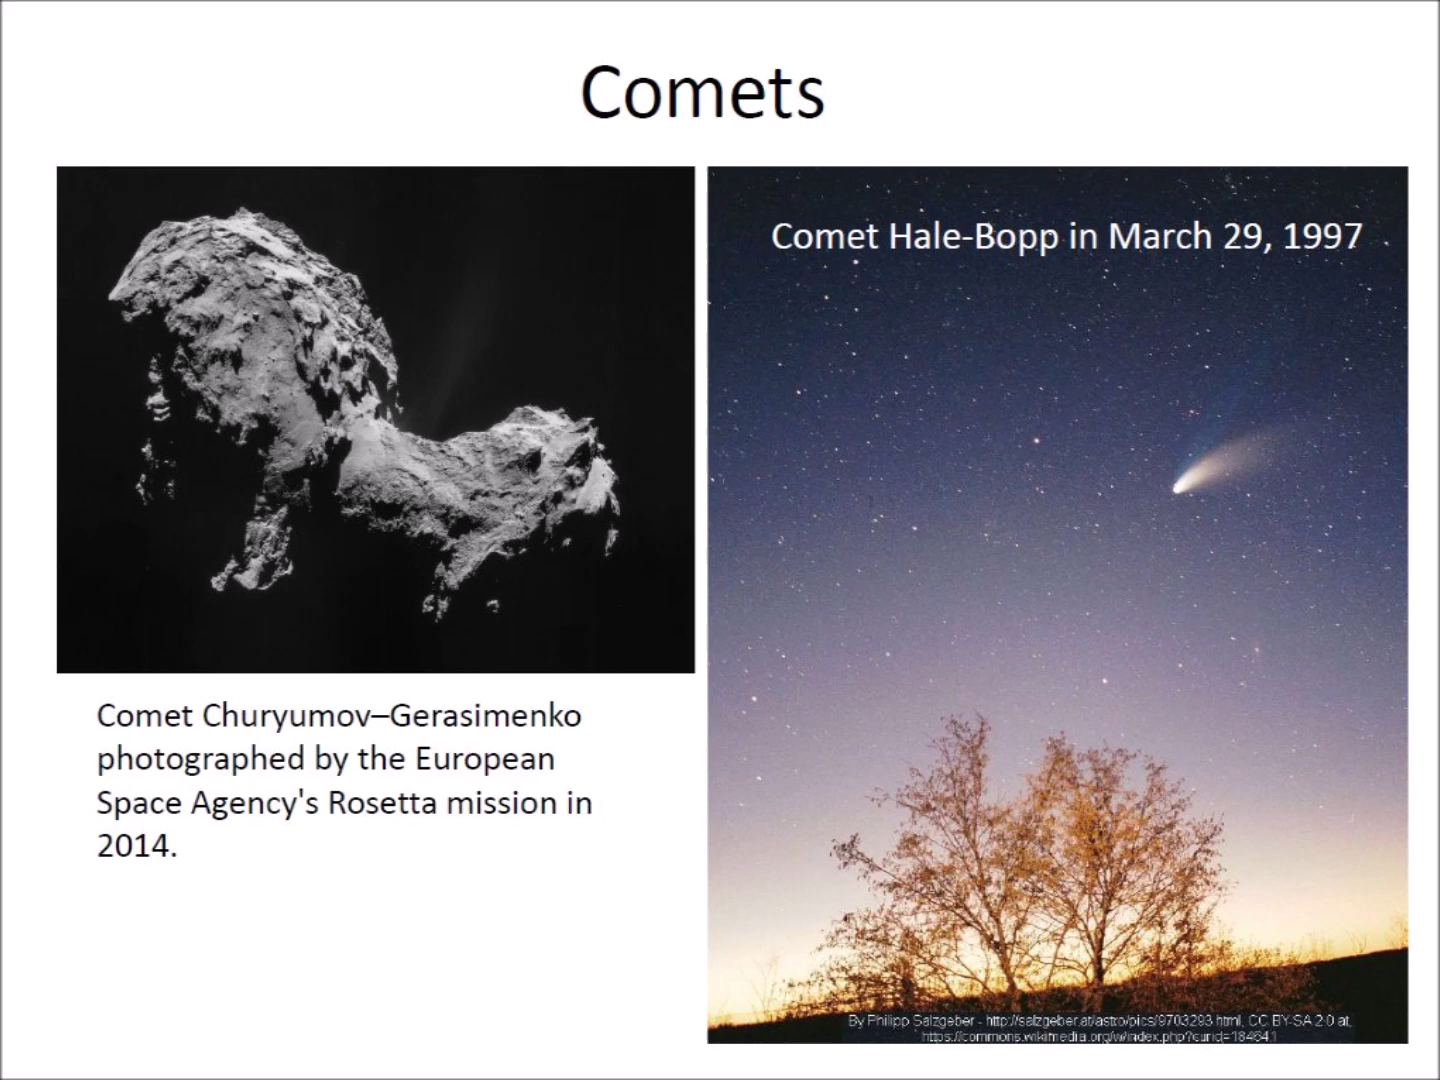 Comets
Comet Hale-Bopp in March 29, 1997
Comet Churyumov–Gerasimenko
photographed by the European
Space Agency's Rosetta mission in
2014.
By Philipp Salzgeber - http://salzgeber.at/astro/pics/9703293.html, CC BY-SA 2.0 at,
https://commons.wikimedia.org/w/index.php?curid=184641